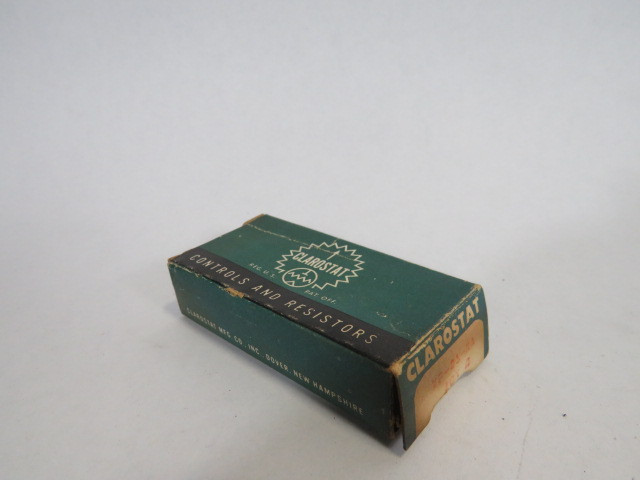 CLAROSTAT
REG. U.S. PAT. OFF.
CONTROLS AND RESISTORS
CLAROSTAT MFG. CO., INC., DOVER, NEW HAMPSHIRE
CLAROSTAT